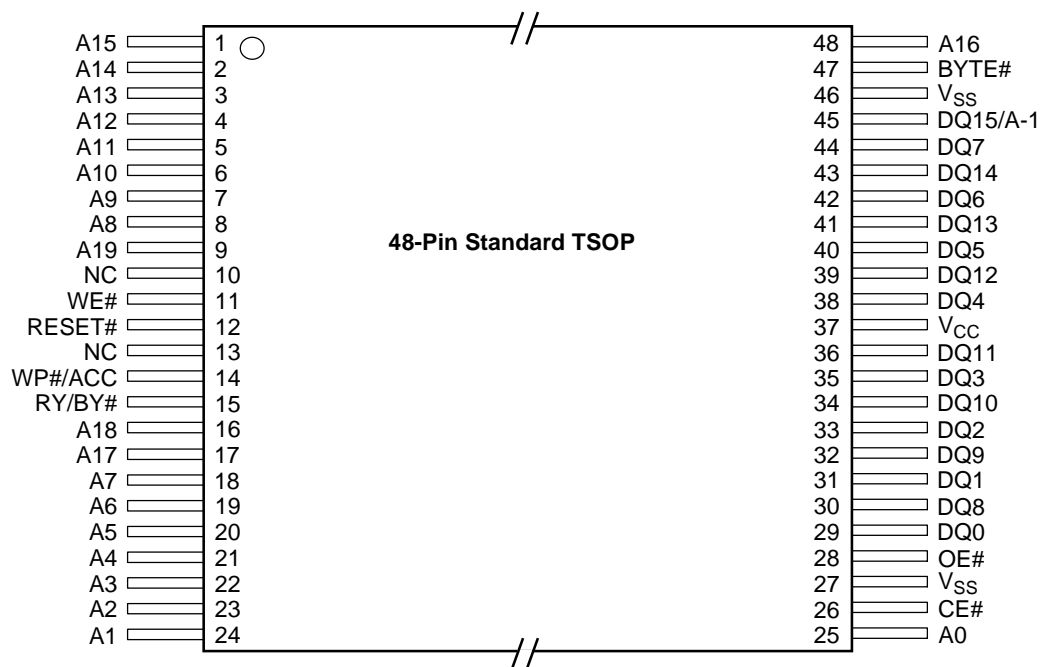 A15 1 48 A16
A14 2 47 BYTE#
A13 3 46 VSS
A12 4 45 DQ15/A-1
A11 5 44 DQ7
A10 6 43 DQ14
A9 7 42 DQ6
A8 8 41 DQ13
48-Pin Standard TSOP
A19 9 40 DQ5
NC 10 39 DQ12
WE# 11 38 DQ4
RESET# 12 37 VCC
NC 13 36 DQ11
WP#/ACC 14 35 DQ3
RY/BY# 15 34 DQ10
A18 16 33 DQ2
A17 17 32 DQ9
A7 18 31 DQ1
A6 19 30 DQ8
A5 20 29 DQ0
A4 21 28 OE#
A3 22 27 VSS
A2 23 26 CE#
A1 24 25 A0